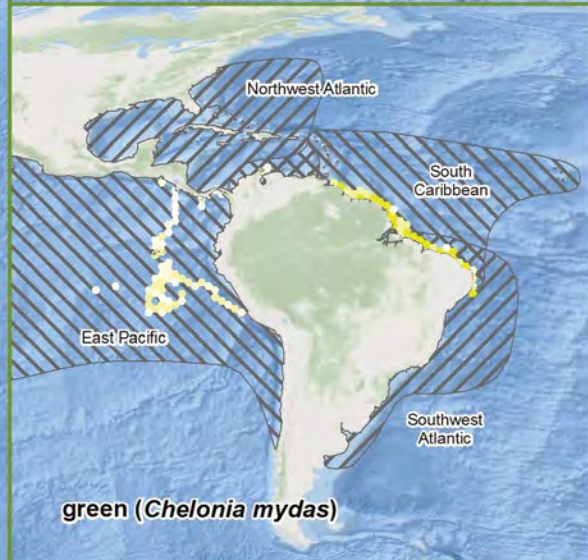 Northwest Atlantic
South
Caribbean
East Pacific
Southwest
Atlantic
green (Chelonia mydas)